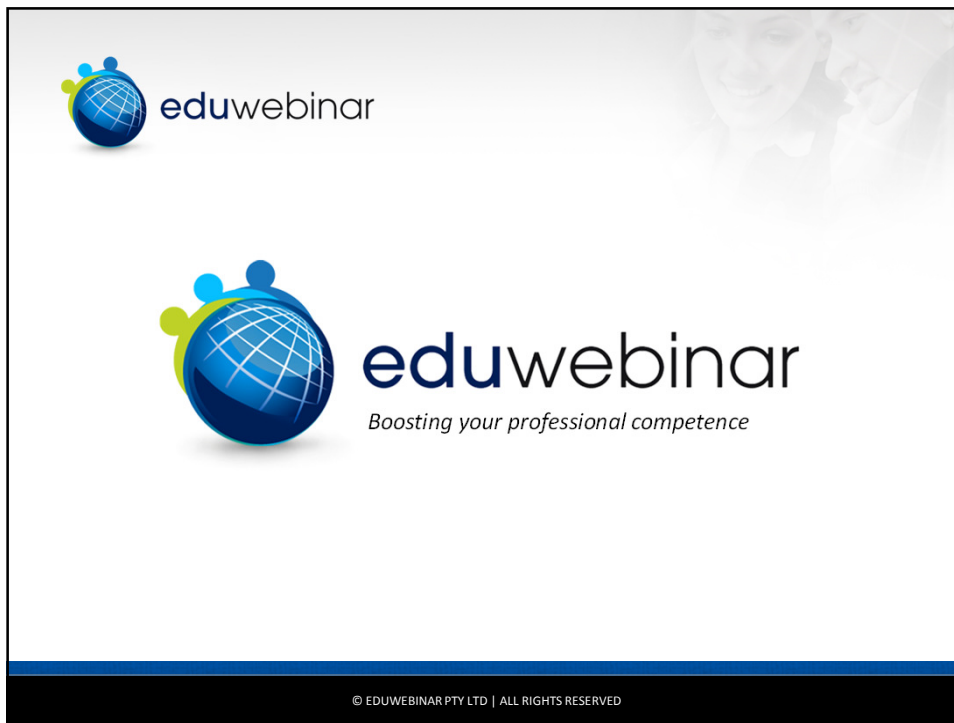 eduwebinar
eduwebinar
Boosting your professional competence
© EDUWEBINAR PTY LTD | ALL RIGHTS RESERVED